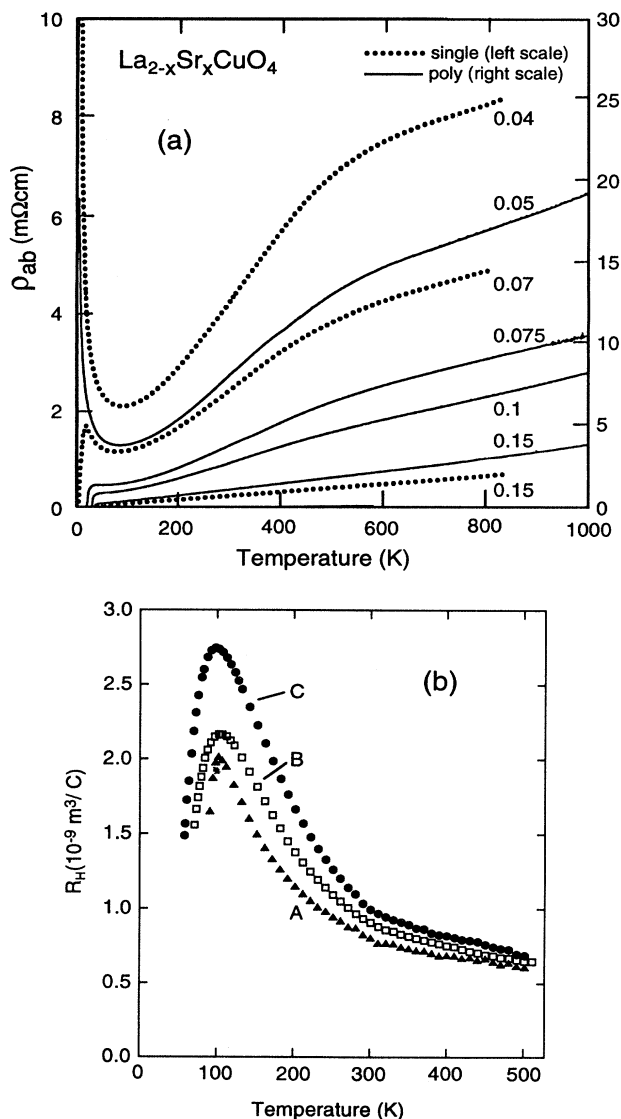 10
30
La2-xSrxCuO4
single (left scale)
poly (right scale)
8
25
(a)
0.04
6
20
0.05
ρab (mΩcm)
4
15
0.07
0.075
10
2
0.1
5
0.15
0
0.15
0
0 200 400 600 800 1000
Temperature (K)
3.0
(b)
2.5
C
2.0
B
RH(10-9 m3/ C)
1.5
1.0
A
0.5
0.0
0 100 200 300 400 500
Temperature (K)